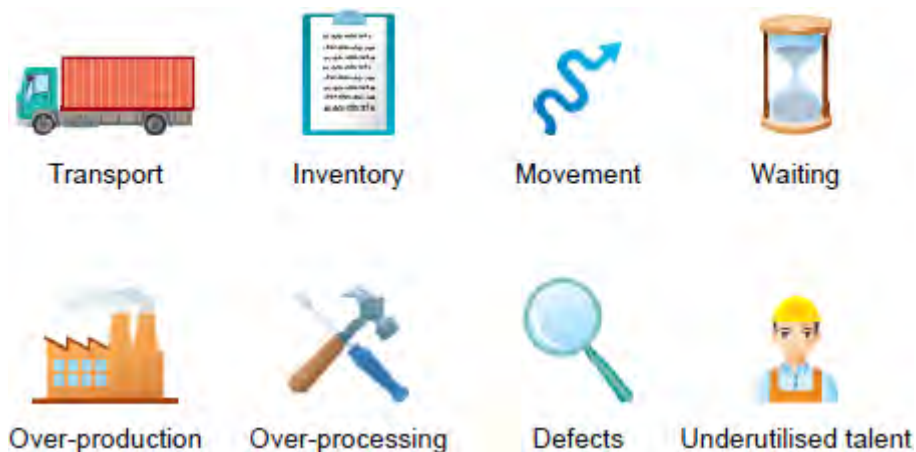 Transport
Inventory
Movement
Waiting
Over-production
Over-processing
Defects
Underutilised talent